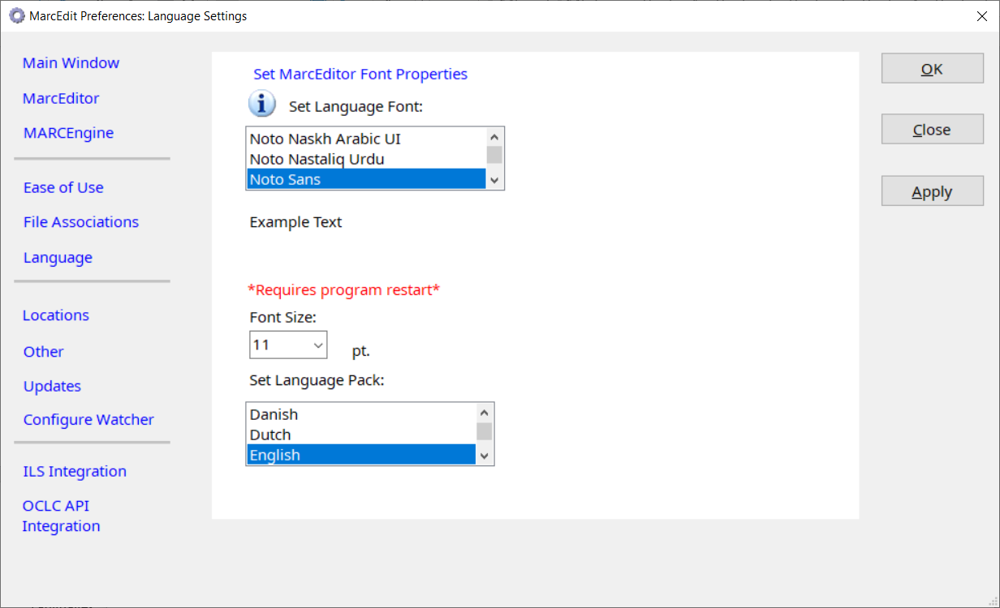 MarcEdit Preferences: Language Settings
Main Window
MarcEditor
MARCEngine
Ease of Use
File Associations
Language
Locations
Other
Updates
Configure Watcher
ILS Integration
OCLC API
Integration
Set MarcEditor Font Properties
Set Language Font:
Noto Naskh Arabic UI
Noto Nastaliq Urdu
Noto Sans
Example Text
*Requires program restart*
Font Size:
11 pt.
Set Language Pack:
Danish
Dutch
English
OK
Close
Apply